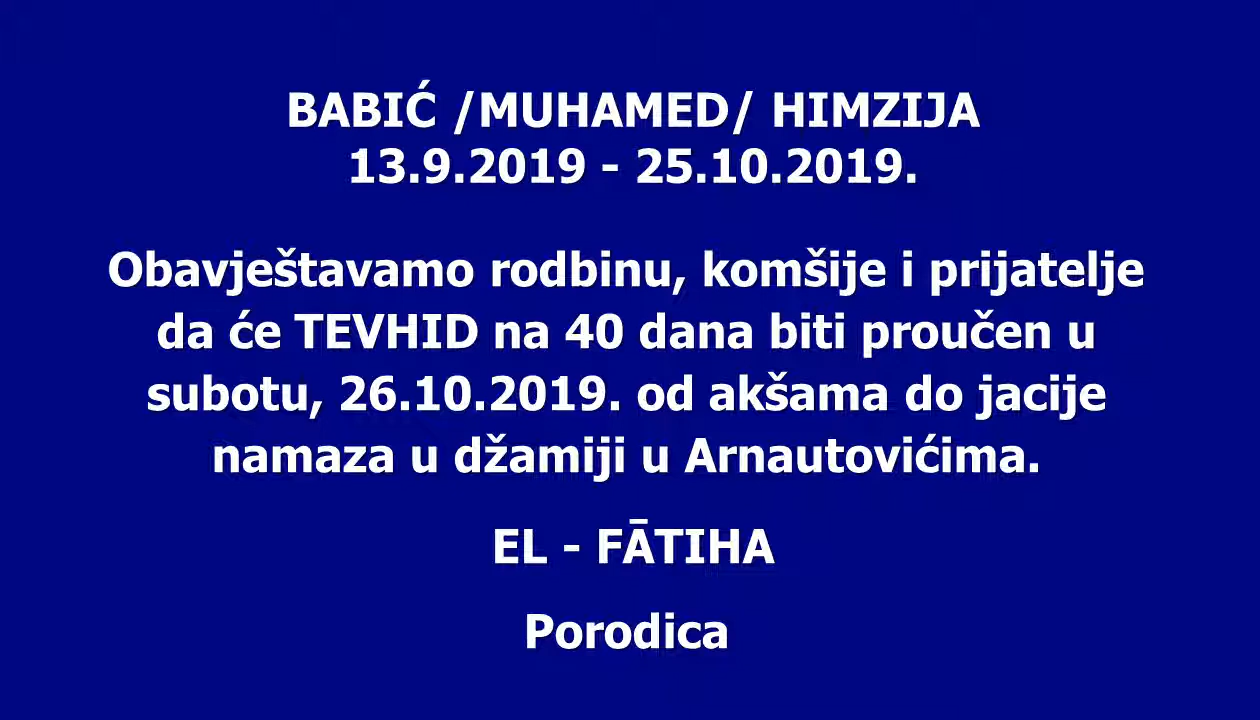 BABIĆ /MUHAMED/ HIMZIJA
13.9.2019 - 25.10.2019.
Obavještavamo rodbinu, komšije i prijatelje
da će TEVHID na 40 dana biti proučen u
subotu, 26.10.2019. od akšama do jacije
namaza u džamiji u Arnautovićima.
EL - FĀTIHA
Porodica